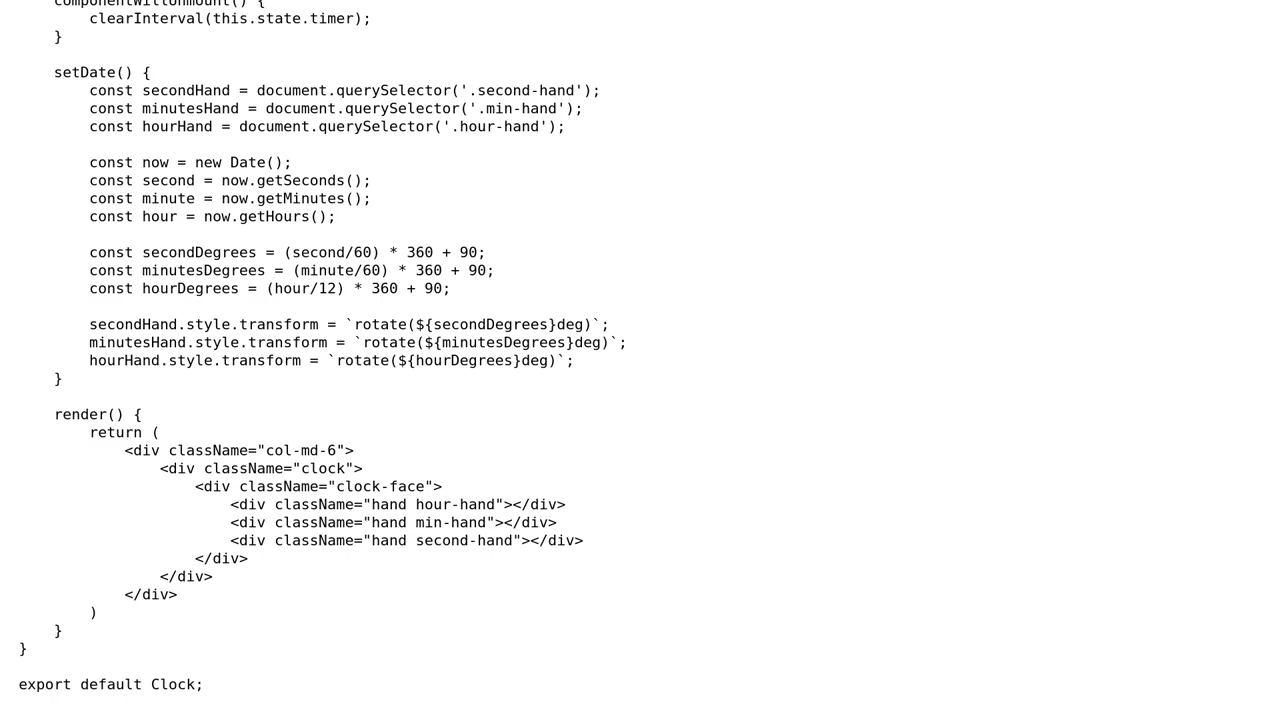 componentWillUnmount() {
        clearInterval(this.state.timer);
    }

    setDate() {
        const secondHand = document.querySelector('.second-hand');
        const minutesHand = document.querySelector('.min-hand');
        const hourHand = document.querySelector('.hour-hand');

        const now = new Date();
        const second = now.getSeconds();
        const minute = now.getMinutes();
        const hour = now.getHours();

        const secondDegrees = (second/60) * 360 + 90;
        const minutesDegrees = (minute/60) * 360 + 90;
        const hourDegrees = (hour/12) * 360 + 90;

        secondHand.style.transform = `rotate(${secondDegrees}deg)`;
        minutesHand.style.transform = `rotate(${minutesDegrees}deg)`;
        hourHand.style.transform = `rotate(${hourDegrees}deg)`;
    }

    render() {
        return (
            <div className="col-md-6">
                <div className="clock">
                    <div className="clock-face">
                        <div className="hand hour-hand"></div>
                        <div className="hand min-hand"></div>
                        <div className="hand second-hand"></div>
                    </div>
                </div>
            </div>
        )
    }
}

export default Clock;